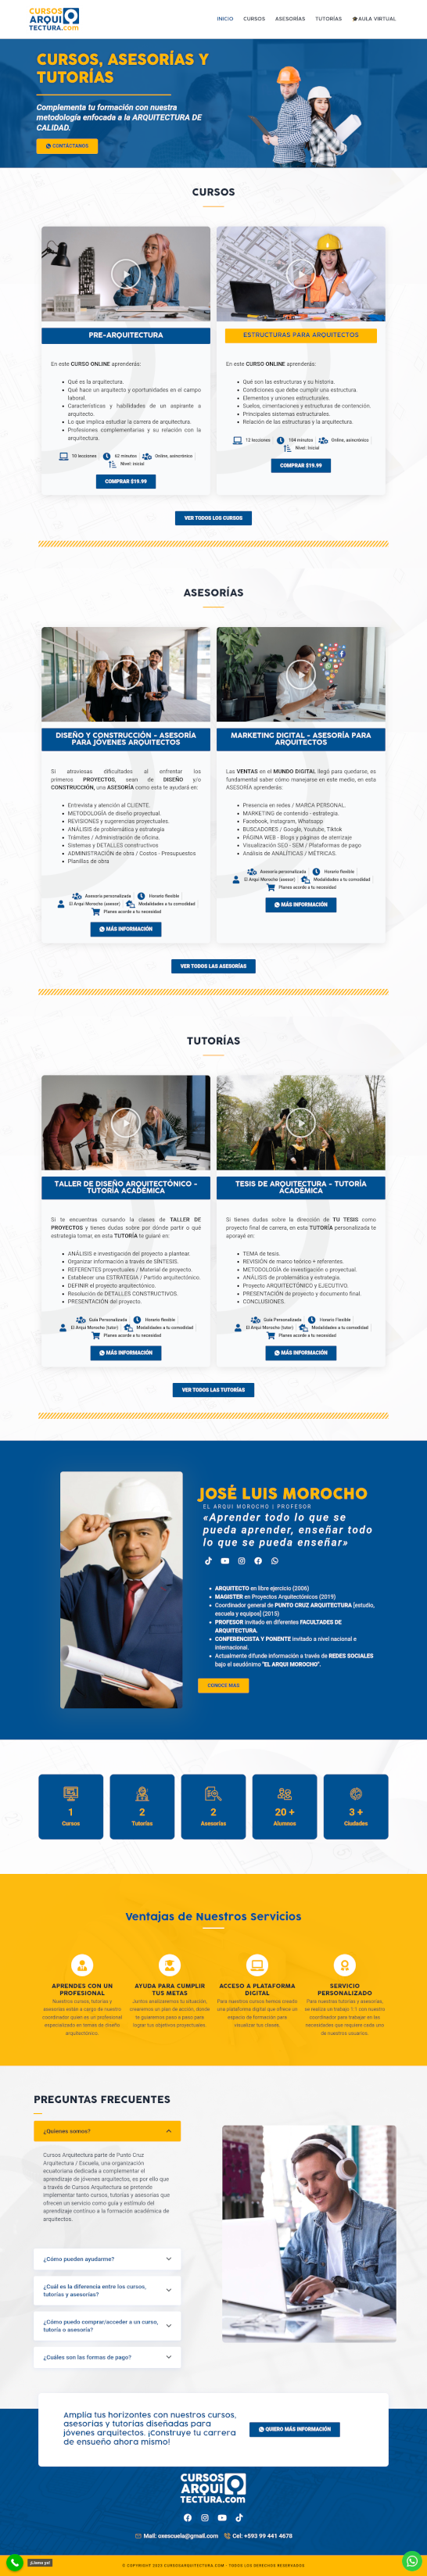 CURSOS
ARQUI
TECTURA.com
INICIO
CURSOS
ASESORÍAS
TUTORÍAS
AULA VIRTUAL
CURSOS, ASESORÍAS Y
TUTORÍAS
Complementa tu formación con nuestra
metodología enfocada a la ARQUITECTURA DE
CALIDAD.
CONTÁCTANOS
CURSOS
PRE-ARQUITECTURA
En este CURSO ONLINE aprenderás:
Qué es la arquitectura.
Qué hace un arquitecto y oportunidades en el campo
laboral.
Características y habilidades de un aspirante a
arquitecto.
Lo que implica estudiar la carrera de arquitectura.
Profesiones complementarias y su relación con la
arquitectura.
10 lecciones
62 minutos
Online, asincrónico
Nivel: Inicial
COMPRAR $19.99
ESTRUCTURAS PARA ARQUITECTOS
En este CURSO ONLINE aprenderás:
Qué son las estructuras y su historia.
Condiciones que debe cumplir una estructura.
Elementos y uniones estructurales.
Suelos, cimentaciones y estructuras de contención.
Principales sistemas estructurales.
Relación de las estructuras y la arquitectura.
12 lecciones
104 minutos
Online, asincrónico
Nivel: Inicial
COMPRAR $19.99
VER TODOS LOS CURSOS
ASESORÍAS
DISEÑO Y CONSTRUCCIÓN - ASESORÍA
PARA JÓVENES ARQUITECTOS
Si atraviesas dificultades al enfrentar los
primeros PROYECTOS, sean de DISEÑO y/o
CONSTRUCCIÓN, una ASESORÍA como esta te ayudará en:
Entrevista y atención al CLIENTE.
METODOLOGÍA de diseño proyectual.
REVISIONES y sugerencias proyectuales.
ANÁLISIS de problemática y estrategia
Trámites / Administración de oficina.
Sistemas y DETALLES constructivos
ADMINISTRACIÓN de obra / Costos - Presupuestos
Planillas de obra
Asesoría personalizada
Horario flexible
El Arqui Morocho (asesor)
Modalidades a tu comodidad
Planes acorde a tu necesidad
MÁS INFORMACIÓN
MARKETING DIGITAL - ASESORÍA PARA
ARQUITECTOS
Las VENTAS en el MUNDO DIGITAL llegó para quedarse, es
fundamental saber cómo manejarse en este medio, en esta
ASESORÍA aprenderás:
Presencia en redes / MARCA PERSONAL.
MARKETING de contenido - estrategia.
Facebook, Instagram, Whatsapp
BUSCADORES / Google, Youtube, Tiktok
PÁGINA WEB - Blogs y páginas de aterrizaje
Visualización SEO - SEM / Plataformas de pago
Análisis de ANALÍTICAS / MÉTRICAS.
Asesoría personalizada
Horario flexible
El Arqui Morocho (asesor)
Modalidades a tu comodidad
Planes acorde a tu necesidad
MÁS INFORMACIÓN
VER TODOS LAS ASESORÍAS
TUTORÍAS
TALLER DE DISEÑO ARQUITECTÓNICO -
TUTORÍA ACADÉMICA
Si te encuentras cursando la clases de TALLER DE
PROYECTOS y tienes dudas sobre por dónde partir o qué
estrategia tomar, en esta TUTORÍA te guiaré en:
ANÁLISIS e investigación del proyecto a plantear.
Organizar información a través de SÍNTESIS.
REFERENTES proyectuales / Material de proyecto.
Establecer una ESTRATEGIA / Partido arquitectónico.
DEFINIR el proyecto arquitectónico.
Resolución de DETALLES CONSTRUCTIVOS.
PRESENTACIÓN del proyecto.
Guía Personalizada
Horario flexible
El Arqui Morocho (tutor)
Modalidades a tu comodidad
Planes acorde a tu necesidad
MÁS INFORMACIÓN
TESIS DE ARQUITECTURA - TUTORÍA
ACADÉMICA
Si tienes dudas sobre la dirección de TU TESIS como
proyecto final de carrera, en esta TUTORÍA personalizada te
apoyaré en:
TEMA de tesis.
REVISIÓN de marco teórico + referentes.
METODOLOGÍA de investigación o proyectual.
ANÁLISIS de problemática y estrategia.
Proyecto ARQUITECTÓNICO y EJECUTIVO.
PRESENTACIÓN de proyecto y documento final.
CONCLUSIONES.
Guía Personalizada
Horario Flexible
El Arqui Morocho (tutor)
Modalidades a tu comodidad
Planes acorde a tu necesidad
MÁS INFORMACIÓN
VER TODOS LAS TUTORÍAS
JOSÉ LUIS MOROCHO
EL ARQUI MOROCHO | PROFESOR
«Aprender todo lo que se
pueda aprender, enseñar todo
lo que se pueda enseñar»
ARQUITECTO en libre ejercicio (2006)
MAGISTER en Proyectos Arquitectónicos (2019)
Coordinador general de PUNTO CRUZ ARQUITECTURA [estudio,
escuela y equipos] (2015)
PROFESOR invitado en diferentes FACULTADES DE
ARQUITECTURA.
CONFERENCISTA Y PONENTE invitado a nivel nacional e
internacional.
Actualmente difunde información a través de REDES SOCIALES
bajo el seudónimo "EL ARQUI MOROCHO".
CONOCE MAS
1
Cursos
2
Tutorías
2
Asesorías
20 +
Alumnos
3 +
Ciudades
Ventajas de Nuestros Servicios
APRENDES CON UN
PROFESIONAL
Nuestros cursos, tutorías y
asesorías están a cargo de nuestro
coordinador quien es un profesional
especializado en temas de diseño
arquitectónico.
AYUDA PARA CUMPLIR
TUS METAS
Juntos analizaremos tu situación,
crearemos un plan de acción, donde
te guiaremos paso a paso para
lograr tus objetivos proyectuales.
ACCESO A PLATAFORMA
DIGITAL
Para nuestros cursos hemos creado
una plataforma digital que ofrece un
espacio de formación para
visualizar tus clases.
SERVICIO
PERSONALIZADO
Para nuestras tutorías y asesorías,
se realiza un trabajo 1:1 con nuestro
coordinador para trabajar en las
necesidades que requiere cada uno
de nuestros usuarios.
PREGUNTAS FRECUENTES
¿Quienes somos?
Cursos Arquitectura parte de Punto Cruz
Arquitectura / Escuela, una organización
ecuatoriana dedicada a complementar el
aprendizaje de jóvenes arquitectos, es por ello que
a través de Cursos Arquitectura se pretende
implementar tanto cursos, tutorías y asesorías que
ofrecen un servicio como guía y estímulo del
aprendizaje continuo a la formación académica de
arquitectos.
¿Cómo pueden ayudarme?
¿Cuál es la diferencia entre los cursos,
tutorías y asesorías?
¿Cómo puedo comprar/acceder a un curso,
tutoría o asesoría?
¿Cuáles son las formas de pago?
Amplía tus horizontes con nuestros cursos,
asesorías y tutorías diseñadas para
jóvenes arquitectos. ¡Construye tu carrera
de ensueño ahora mismo!
QUIERO MÁS INFORMACIÓN
CURSOS
ARQUI
TECTURA.com
Mail: oxescuela@gmail.com
Cel: +593 99 441 4678
¡Llama ya!
© COPYRIGHT 2023 CURSOSARQUITECTURA.COM - TODOS LOS DERECHOS RESERVADOS